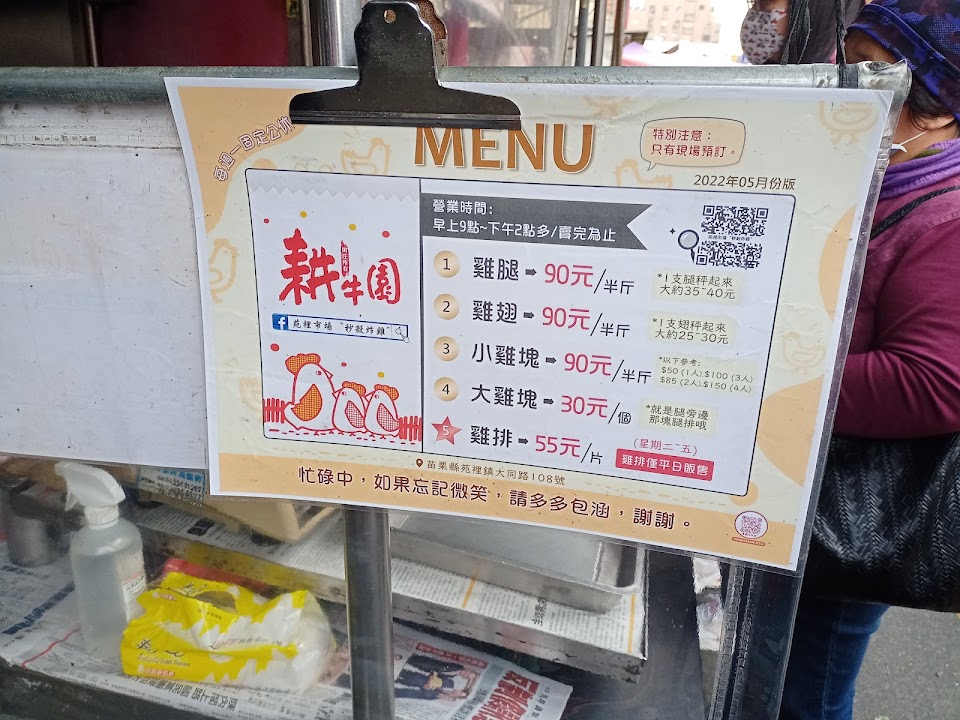 每週一固定公休
MENU
特別注意：
只有現場預訂。
2022年05月份版
耕牛園
苑裡市場“秒殺炸雞”
營業時間：
早上9點~下午2點多/賣完為止
1 雞腿➡90元/半斤
*1支腿秤起來
大約35~40元
2 雞翅➡90元/半斤
*1支翅秤起來
大約25~30元
3 小雞塊➡90元/半斤
*以下參考：
$50 (1人).$100 (3人)
$85 (2人).$150 (4人)
4 大雞塊➡30元/個
*就是腿旁邊
那塊腿排哦
5 雞排➡55元/片
(星期二~五)
雞排僅平日販售
苗栗縣苑裡鎮大同路108號
忙碌中，如果忘記微笑，請多多包涵，謝謝。